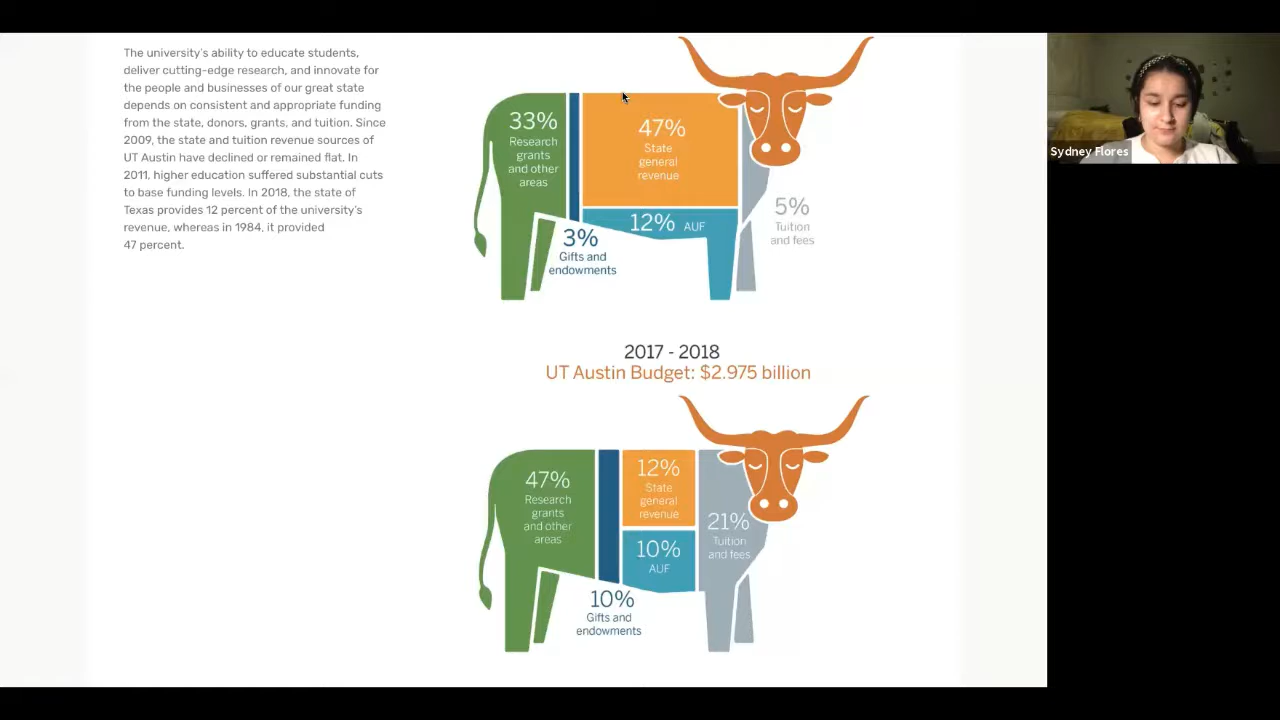 The university's ability to educate students,
deliver cutting-edge research, and innovate for
the people and businesses of our great state
depends on consistent and appropriate funding
from the state, donors, grants, and tuition. Since
2009, the state and tuition revenue sources of
UT Austin have declined or remained flat. In
2011, higher education suffered substantial cuts
to base funding levels. In 2018, the state of
Texas provides 12 percent of the university's
revenue, whereas in 1984, it provided
47 percent.
33%
Research
grants
and other
areas
47%
State
general
revenue
12% AUF
3%
Gifts and
endowments
5%
Tuition
and fees
2017 - 2018
UT Austin Budget: $2.975 billion
47%
Research
grants
and other
areas
12%
State
general
revenue
10%
AUF
21%
Tuition
and fees
10%
Gifts and
endowments
Sydney Flores